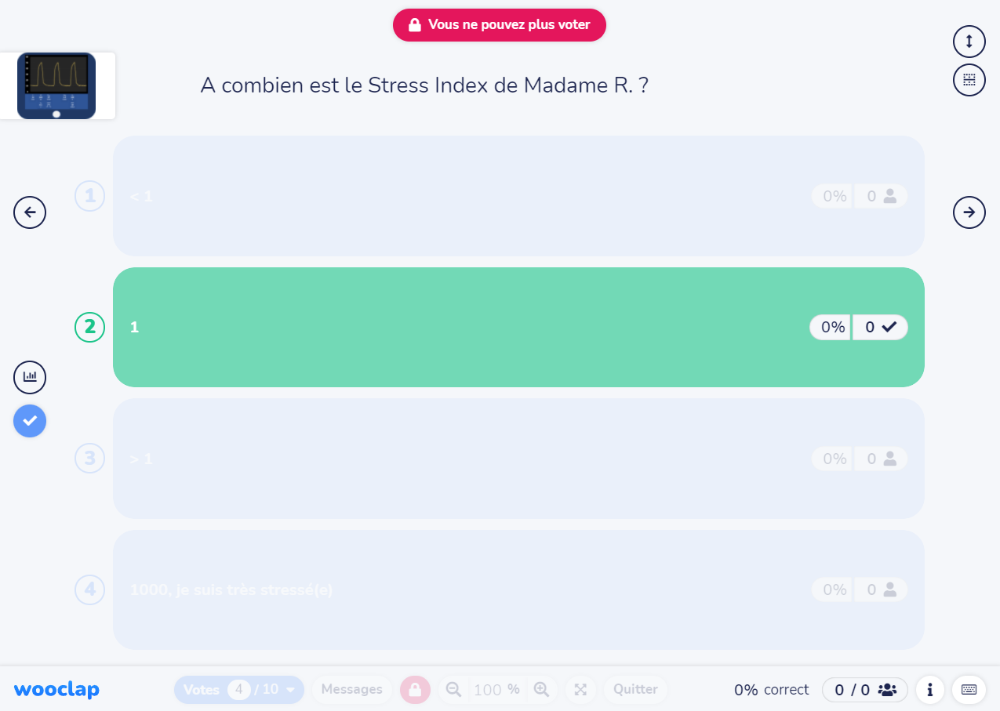 Vous ne pouvez plus voter
A combien est le Stress Index de Madame R. ?
1 < 1 0% 0
2 1 0% 0
3 > 1 0% 0
4 1000, je suis très stressé(e) 0% 0
wooclap Votes 4 / 10 Messages 100 % Quitter 0% correct 0 / 0